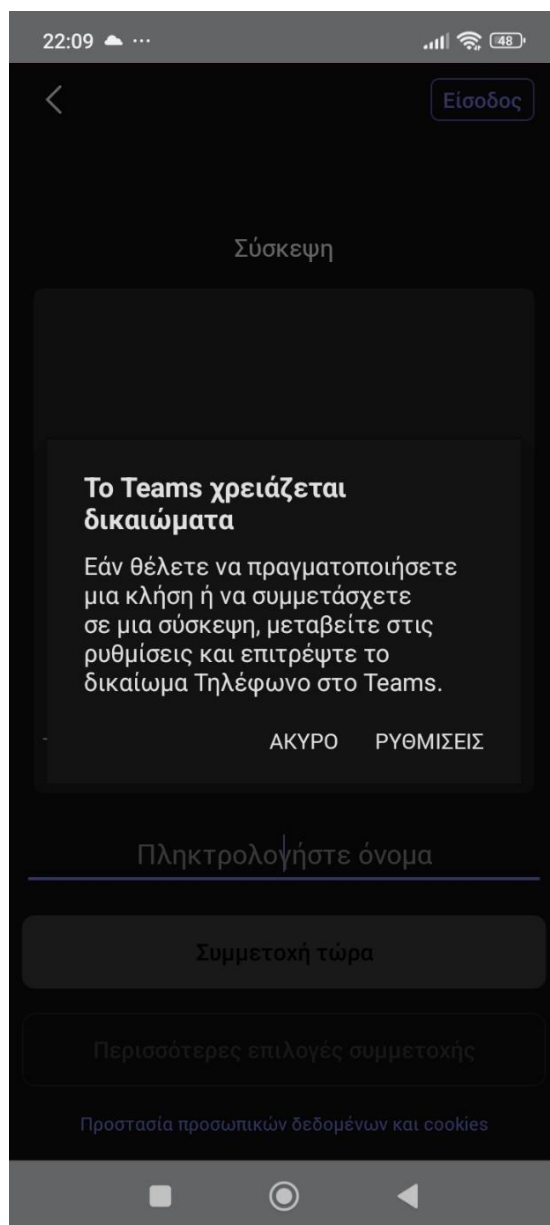 22:09
48
Είσοδος
Σύσκεψη
Το Teams χρειάζεται
δικαιώματα
Εάν θέλετε να πραγματοποιήσετε
μια κλήση ή να συμμετάσχετε
σε μια σύσκεψη, μεταβείτε στις
ρυθμίσεις και επιτρέψτε το
δικαίωμα Τηλέφωνο στο Teams.
ΑΚΥΡΟ ΡΥΘΜΙΣΕΙΣ
Πληκτρολογήστε όνομα
Συμμετοχή τώρα
Περισσότερες επιλογές συμμετοχής
Προστασία προσωπικών δεδομένων και cookies